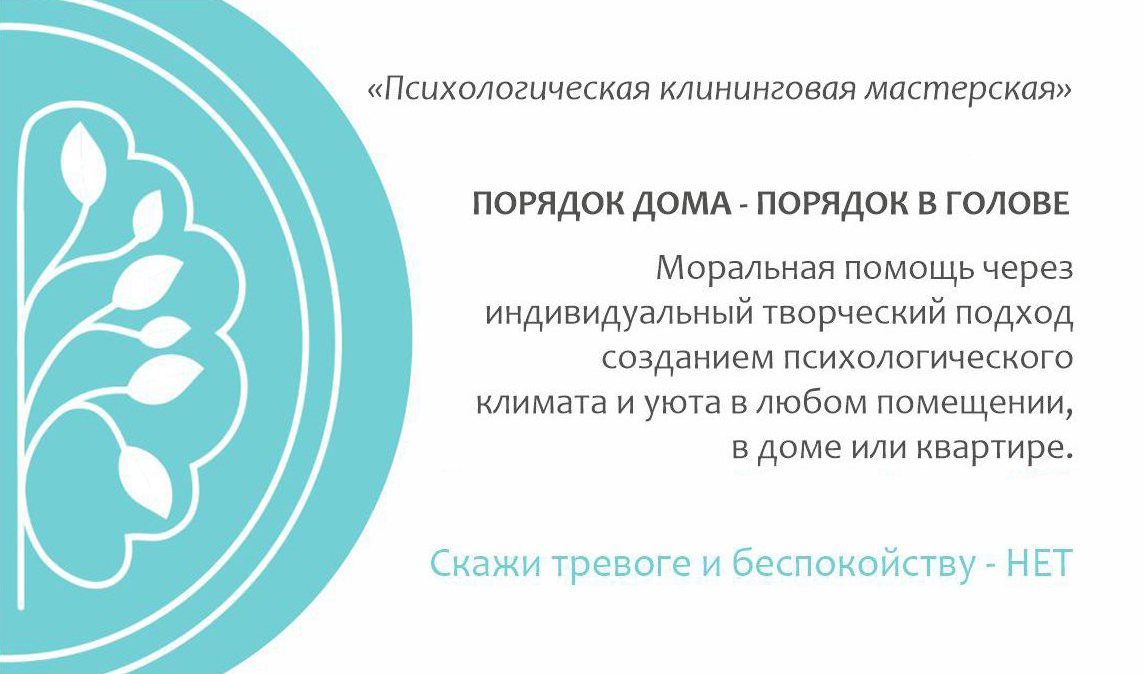 «Психологическая клининговая мастерская»
ПОРЯДОК ДОМА - ПОРЯДОК В ГОЛОВЕ
Моральная помощь через
индивидуальный творческий подход
созданием психологического
климата и уюта в любом помещении,
в доме или квартире.
Скажи тревоге и беспокойству - НЕТ